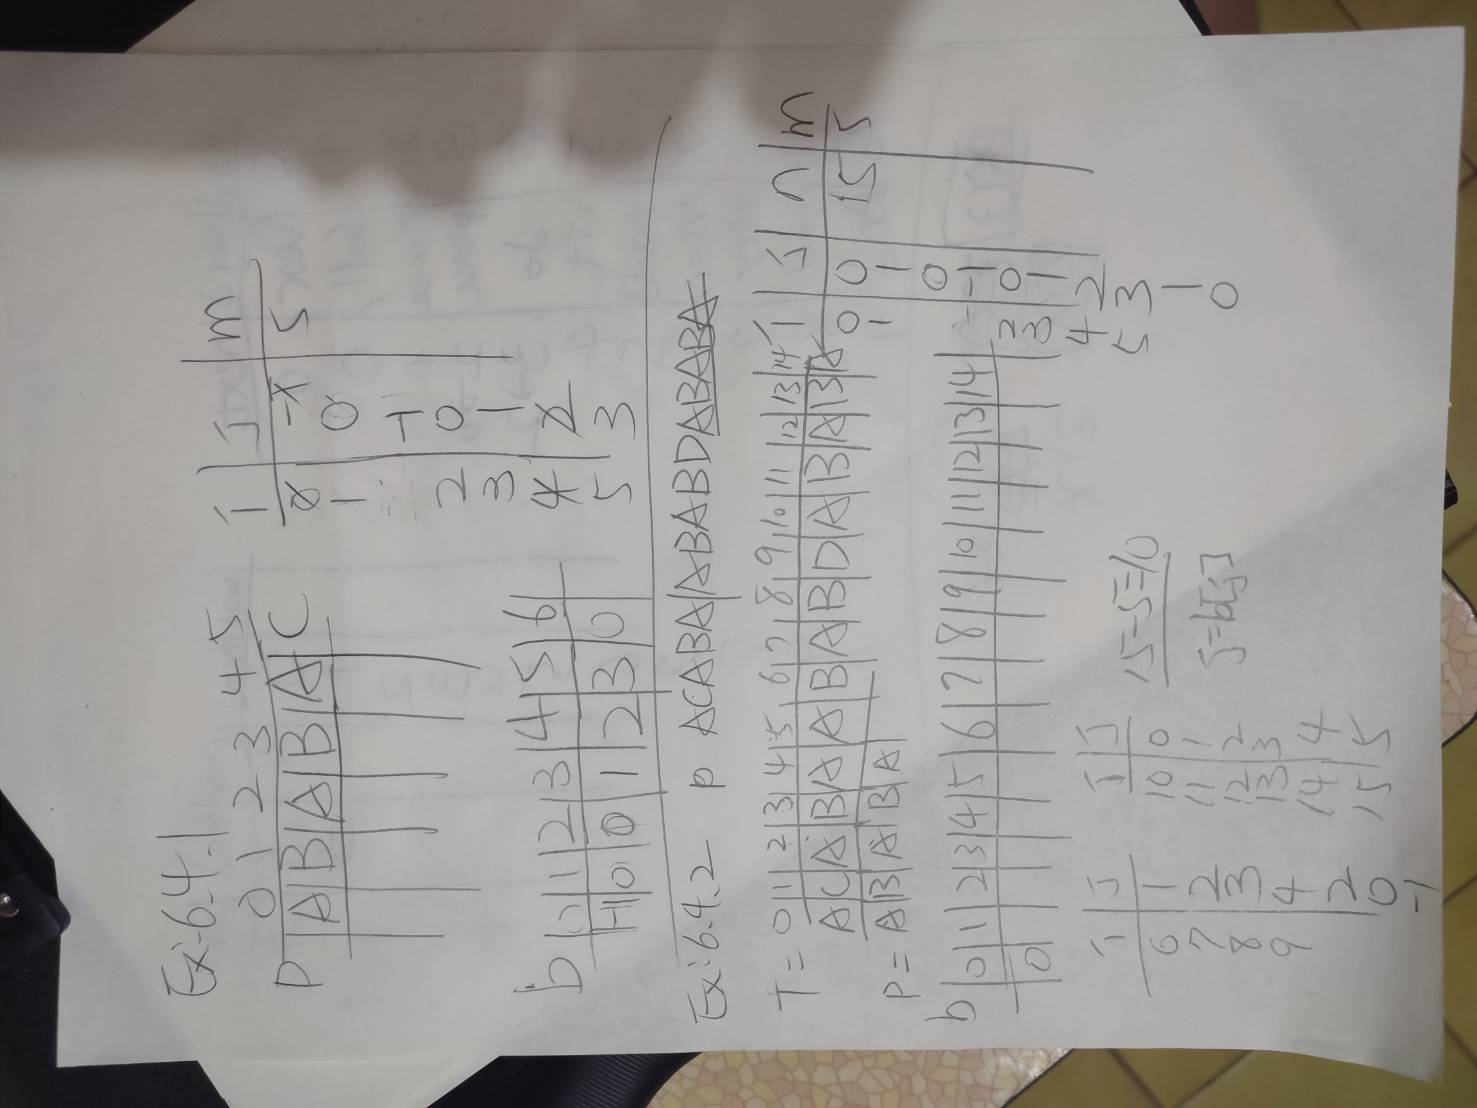 Ex:6.4.1
0 1 2 3 4 5
P A B A B A C
i j m
0 -1 5
1 0
-1
2 0
3 1
4 2
5 3
b 0 1 2 3 4 5 6
-1 0 0 1 2 3 0
Ex:6.4.2 p ACABA|ABABDABABA
T= 0 1 2 3 4 5 6 7 8 9 10 11 12 13 14
A C A B A A B A B D A B A B A
P= A B A B A
i j n m
0 0 15 5
1 1
0
-1
2 0
3 1
4 2
5 3
1
0
b 0 1 2 3 4 5 6 7 8 9 10 11 12 13 14
0
i j
6 1
7 2
8 3
9 4
2
0
-1
i j
10 0
11 1
12 2
13 3
14 4
15 5
15-5=10
j=b[j]